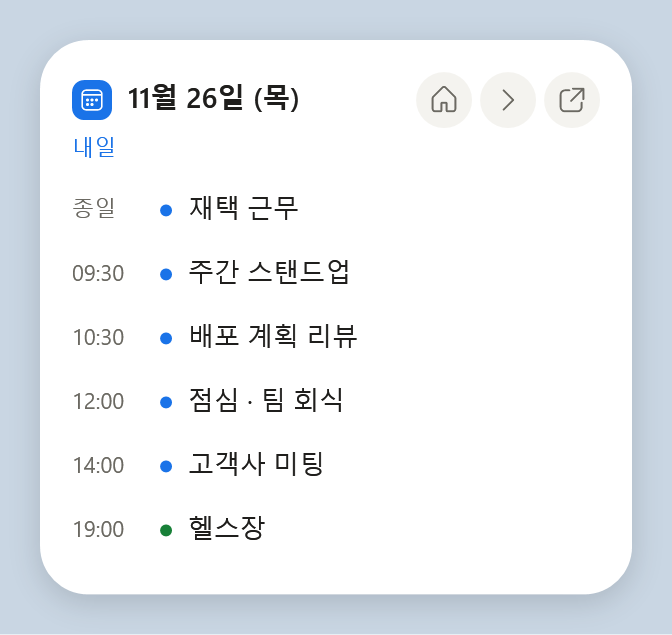 11월 26일 (목)
내일
종일 재택 근무
09:30 주간 스탠드업
10:30 배포 계획 리뷰
12:00 점심 · 팀 회식
14:00 고객사 미팅
19:00 헬스장